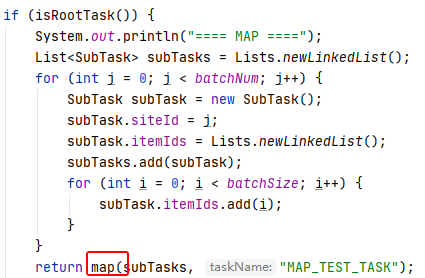 if (isRootTask()) {
    System.out.println("==== MAP ====");
    List<SubTask> subTasks = Lists.newLinkedList();
    for (int j = 0; j < batchNum; j++) {
        SubTask subTask = new SubTask();
        subTask.siteId = j;
        subTask.itemIds = Lists.newLinkedList();
        subTasks.add(subTask);
        for (int i = 0; i < batchSize; i++) {
            subTask.itemIds.add(i);
        }
    }
    return map(subTasks, taskName: "MAP_TEST_TASK");